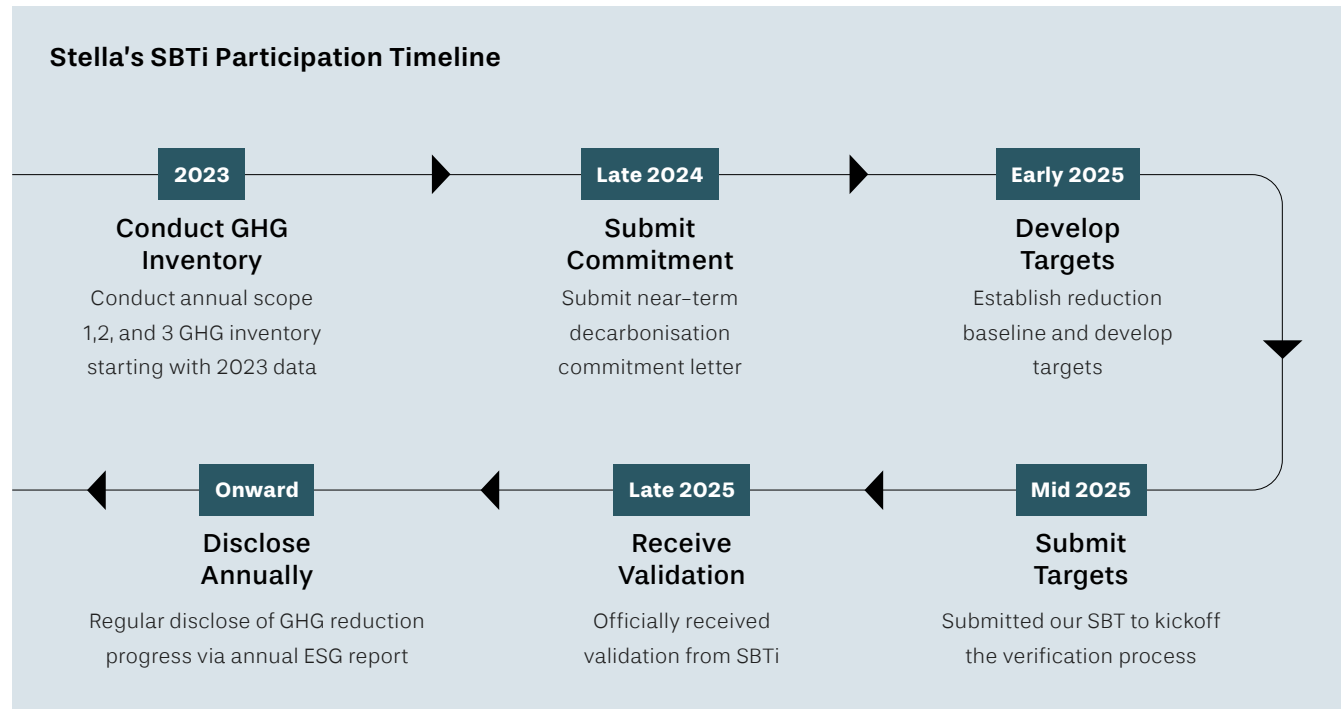 Stella's SBTi Participation Timeline
2023
Conduct GHG
Inventory
Conduct annual scope
1,2, and 3 GHG inventory
starting with 2023 data
Late 2024
Submit
Commitment
Submit near-term
decarbonisation
commitment letter
Early 2025
Develop
Targets
Establish reduction
baseline and develop
targets
Mid 2025
Submit
Targets
Submitted our SBT to kickoff
the verification process
Late 2025
Receive
Validation
Officially received
validation from SBTi
Onward
Disclose
Annually
Regular disclose of GHG reduction
progress via annual ESG report